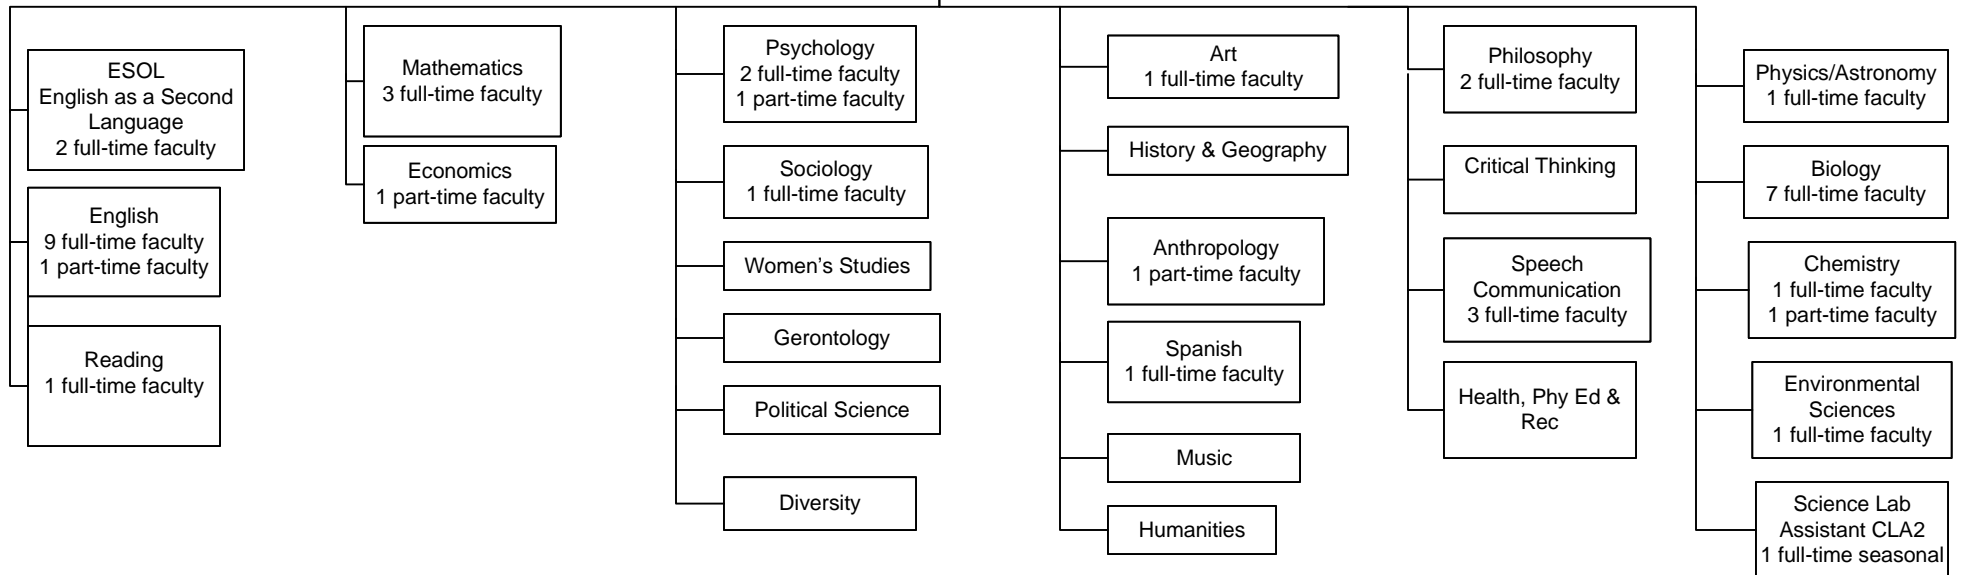 ESOL
English as a Second
Language
2 full-time faculty
English
9 full-time faculty
1 part-time faculty
Reading
1 full-time faculty
Mathematics
3 full-time faculty
Economics
1 part-time faculty
Psychology
2 full-time faculty
1 part-time faculty
Sociology
1 full-time faculty
Women's Studies
Gerontology
Political Science
Diversity
Art
1 full-time faculty
History & Geography
Anthropology
1 part-time faculty
Spanish
1 full-time faculty
Music
Humanities
Philosophy
2 full-time faculty
Critical Thinking
Speech
Communication
3 full-time faculty
Health, Phy Ed &
Rec
Physics/Astronomy
1 full-time faculty
Biology
7 full-time faculty
Chemistry
1 full-time faculty
1 part-time faculty
Environmental
Sciences
1 full-time faculty
Science Lab
Assistant CLA2
1 full-time seasonal